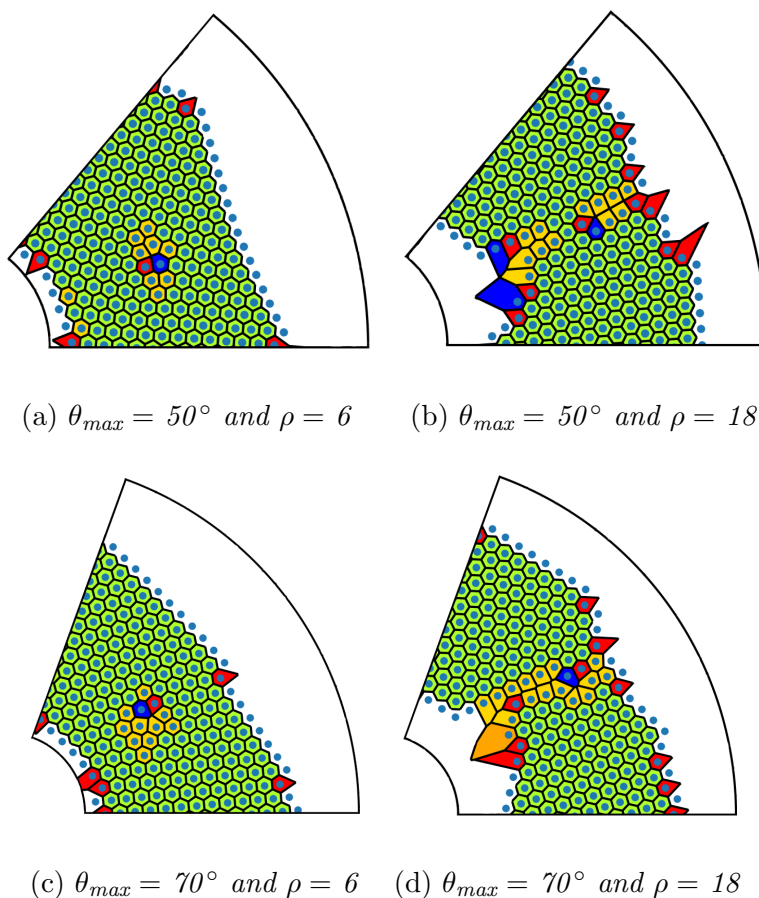 (a) θmax = 50° and ρ = 6 (b) θmax = 50° and ρ = 18
(c) θmax = 70° and ρ = 6 (d) θmax = 70° and ρ = 18